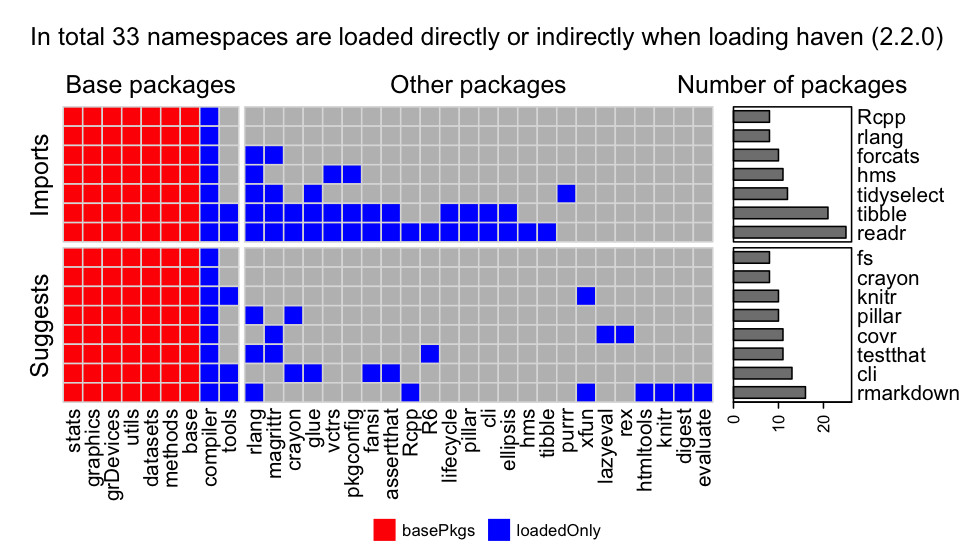 In total 33 namespaces are loaded directly or indirectly when loading haven (2.2.0)
Base packages
Other packages
Number of packages
Imports
Rcpp
rlang
forcats
hms
tidyselect
tibble
readr
Suggests
fs
crayon
knitr
pillar
covr
testthat
cli
rmarkdown
stats
graphics
grDevices
utils
datasets
methods
base
compiler
tools
rlang
magrittr
crayon
glue
vctrs
pkgconfig
fansi
assertthat
Rcpp
R6
lifecycle
pillar
cli
ellipsis
hms
tibble
purrr
xfun
lazyeval
rex
htmltools
knitr
digest
evaluate
0
10
20
basePkgs
loadedOnly